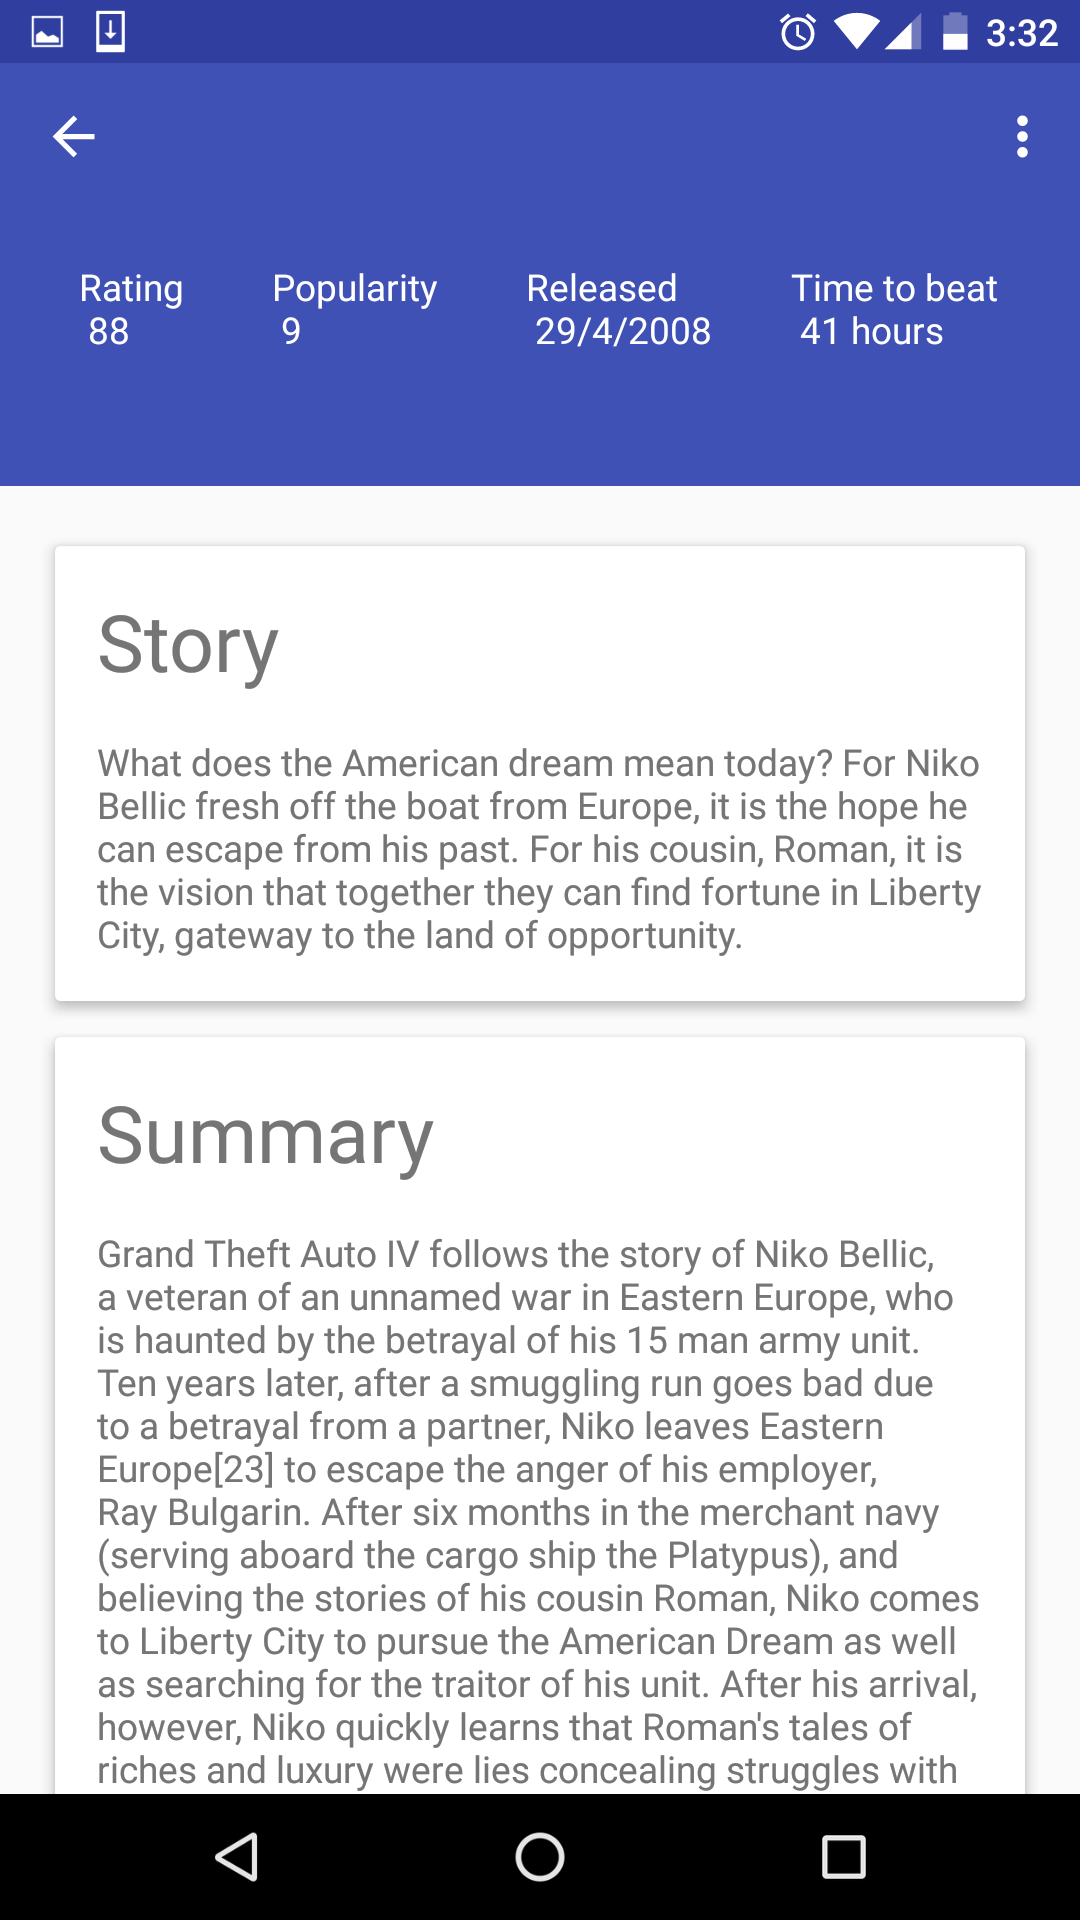 3:32
Rating Popularity Released Time to beat
88 9 29/4/2008 41 hours
Story
What does the American dream mean today? For Niko
Bellic fresh off the boat from Europe, it is the hope he
can escape from his past. For his cousin, Roman, it is
the vision that together they can find fortune in Liberty
City, gateway to the land of opportunity.
Summary
Grand Theft Auto IV follows the story of Niko Bellic,
a veteran of an unnamed war in Eastern Europe, who
is haunted by the betrayal of his 15 man army unit.
Ten years later, after a smuggling run goes bad due
to a betrayal from a partner, Niko leaves Eastern
Europe[23] to escape the anger of his employer,
Ray Bulgarin. After six months in the merchant navy
(serving aboard the cargo ship the Platypus), and
believing the stories of his cousin Roman, Niko comes
to Liberty City to pursue the American Dream as well
as searching for the traitor of his unit. After his arrival,
however, Niko quickly learns that Roman's tales of
riches and luxury were lies concealing struggles with